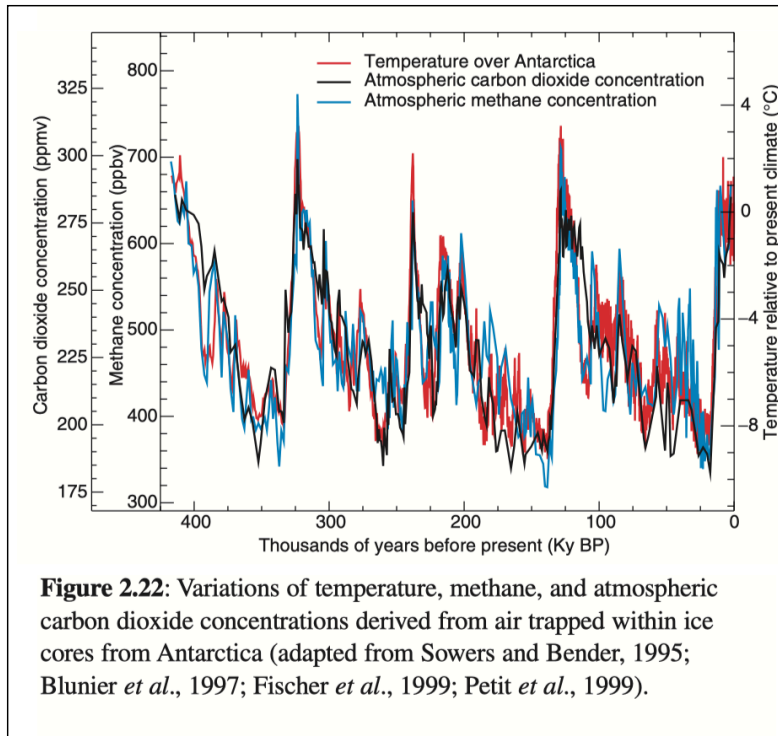 Temperature over Antarctica
Atmospheric carbon dioxide concentration
Atmospheric methane concentration
Carbon dioxide concentration (ppmv)
325
300
275
250
225
200
175
Methane concentration (ppbv)
800
700
600
500
400
300
4
0
-4
-8
Temperature relative to present dimate (°C)
400 300 200 100 0
Thousands of years before present (Ky BP)
Figure 2.22: Variations of temperature, methane, and atmospheric
carbon dioxide concentrations derived from air trapped within ice
cores from Antarctica (adapted from Sowers and Bender, 1995;
Blunier et al., 1997; Fischer et al., 1999; Petit et al., 1999).